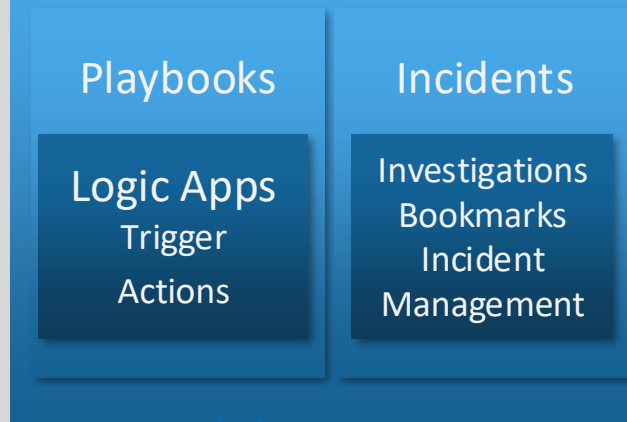 Playbooks
Logic Apps
Trigger
Actions
Incidents
Investigations
Bookmarks
Incident
Management